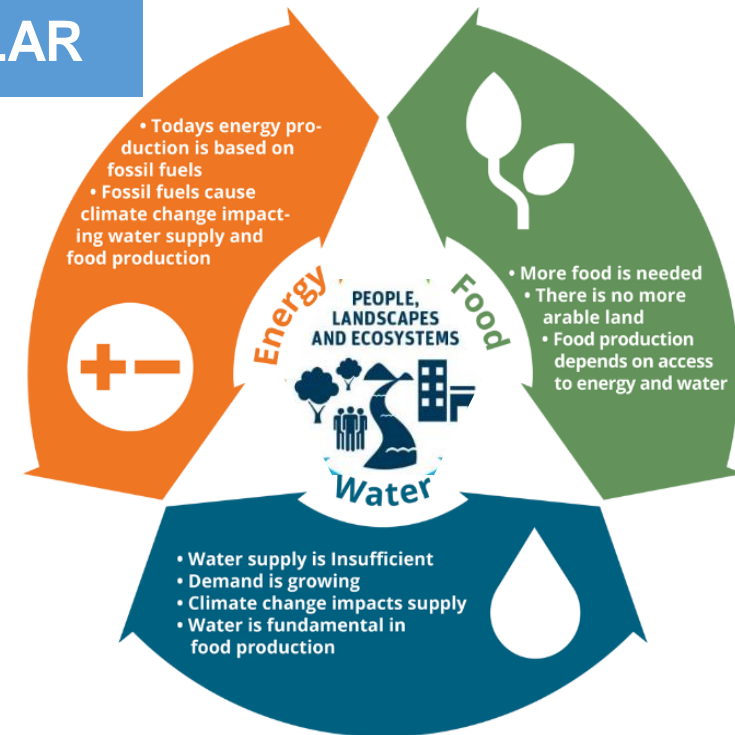 • Todays energy pro-
duction is based on
fossil fuels
• Fossil fuels cause
climate change impact-
ing water supply and
food production
• More food is needed
• There is no more
arable land
• Food production
depends on access
to energy and water
Energy
Food
PEOPLE,
LANDSCAPES
AND ECOSYSTEMS
Water
• Water supply is Insufficient
• Demand is growing
• Climate change impacts supply
• Water is fundamental in
food production